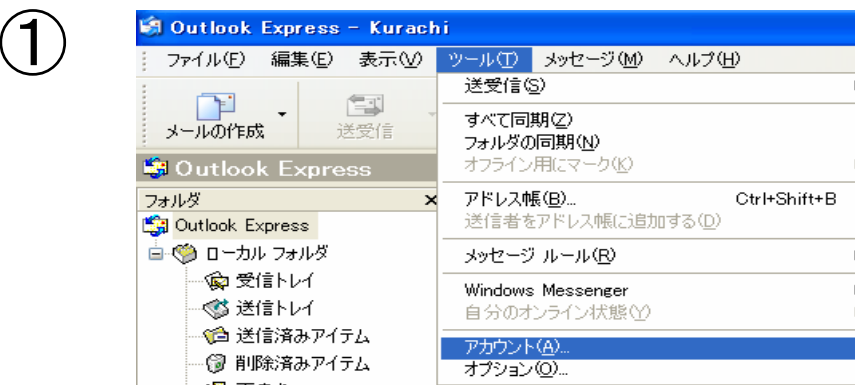 ①
Outlook Express - Kurachi
ファイル(F) 編集(E) 表示(V) ツール(T) メッセージ(M) ヘルプ(H)
メールの作成 送受信
Outlook Express
フォルダ
Outlook Express
ローカル フォルダ
受信トレイ
送信トレイ
送信済みアイテム
削除済みアイテム
送受信(S)
すべて同期(Z)
フォルダの同期(N)
オフライン用にマーク(K)
アドレス帳(B)... Ctrl+Shift+B
送信者をアドレス帳に追加する(D)
メッセージ ルール(R)
Windows Messenger
自分のオンライン状態(Y)
アカウント(A)...
オプション(O)...